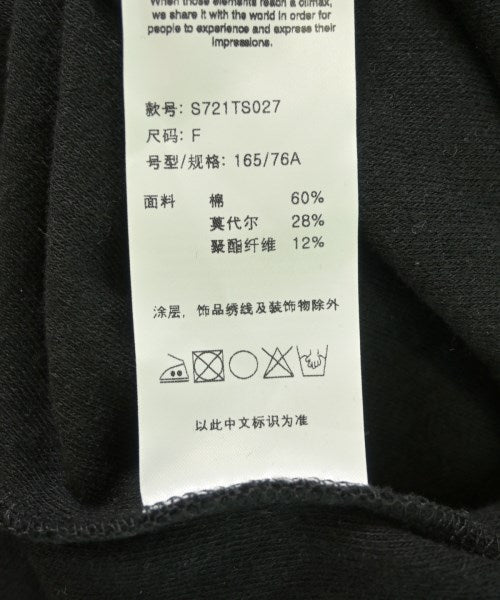 When those elements reach a climax,
we share it with the world in order for
people to experience and express their
impressions.
款号: S721TS027
尺码: F
号型/规格: 165/76A
面料 棉 60%
莫代尔 28%
聚酯纤维 12%
涂层, 饰品绣线及装饰物除外
以此中文标识为准